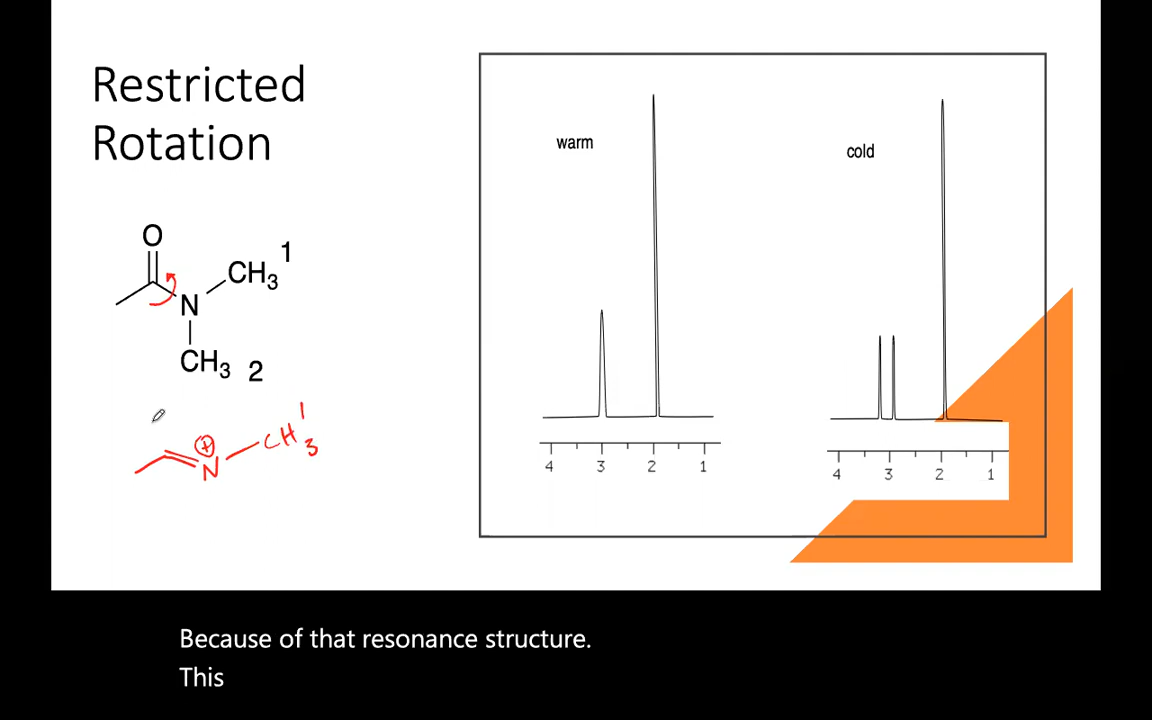 Restricted
Rotation
warm
cold
O
CH3
1
N
CH3
2
1
CH3
⊕
N
4 3 2 1
4 3 2 1
Because of that resonance structure.
This